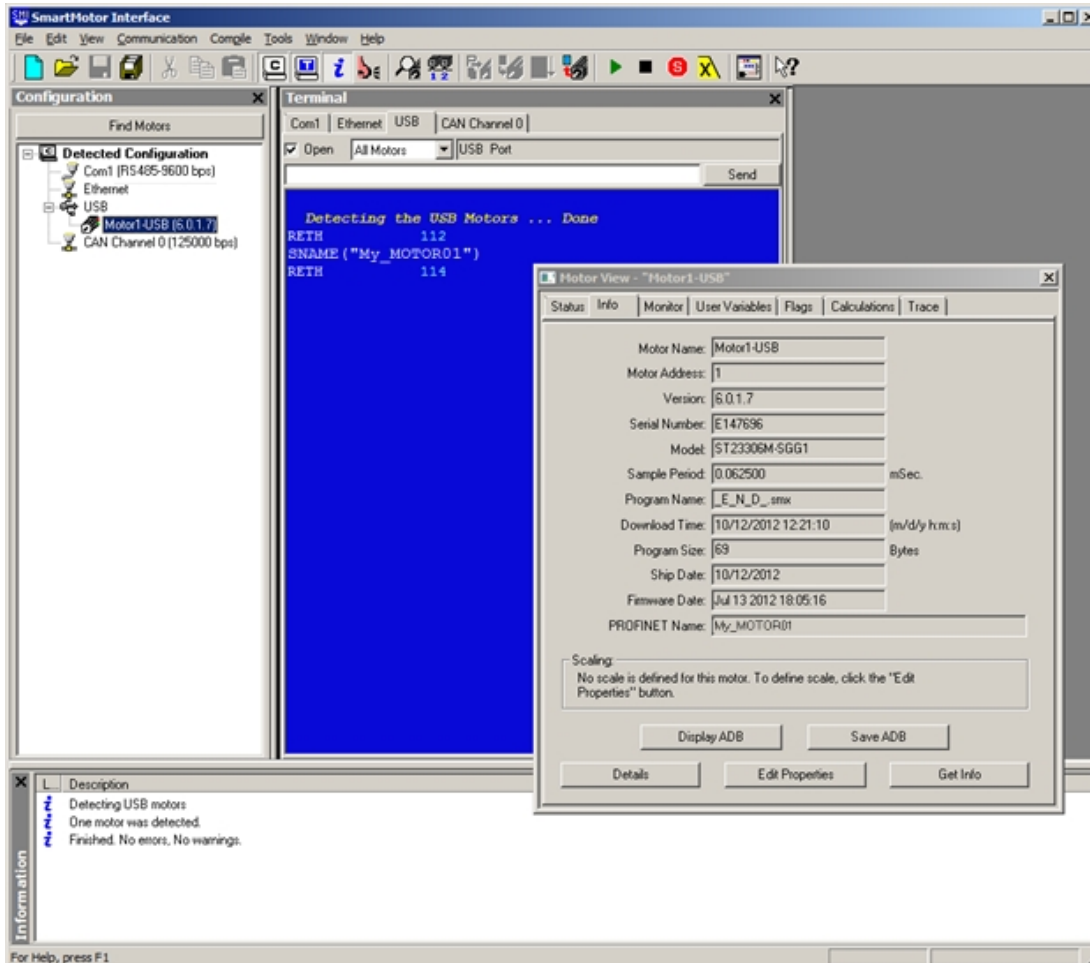 SmartMotor Interface
File Edit View Communication Compile Tools Window Help
Configuration
Find Motors
Detected Configuration
Com1 (RS485-9600 bps)
Ethernet
USB
Motor1-USB (6.0.1.7)
CAN Channel 0 (125000 bps)
Terminal
Com1 Ethernet USB CAN Channel 0
Open All Motors USB Port
Send
Detecting the USB Motors ... Done
RETH 112
SNAME("My_MOTOR01")
RETH 114
Motor View - "Motor1-USB"
Status Info Monitor User Variables Flags Calculations Trace
Motor Name: Motor1-USB
Motor Address: 1
Version: 6.0.1.7
Serial Number: E147696
Model: ST23306M-SGG1
Sample Period: 0.062500 mSec.
Program Name: _E_N_D_.smx
Download Time: 10/12/2012 12:21:10 (m/d/y h:m:s)
Program Size: 69 Bytes
Ship Date: 10/12/2012
Firmware Date: Jul 13 2012 18:05:16
PROFINET Name: My_MOTOR01
Scaling:
No scale is defined for this motor. To define scale, click the "Edit
Properties" button.
Display ADB Save ADB
Details Edit Properties Get Info
L... Description
Detecting USB motors
One motor was detected.
Finished. No errors, No warnings.
Information
For Help, press F1